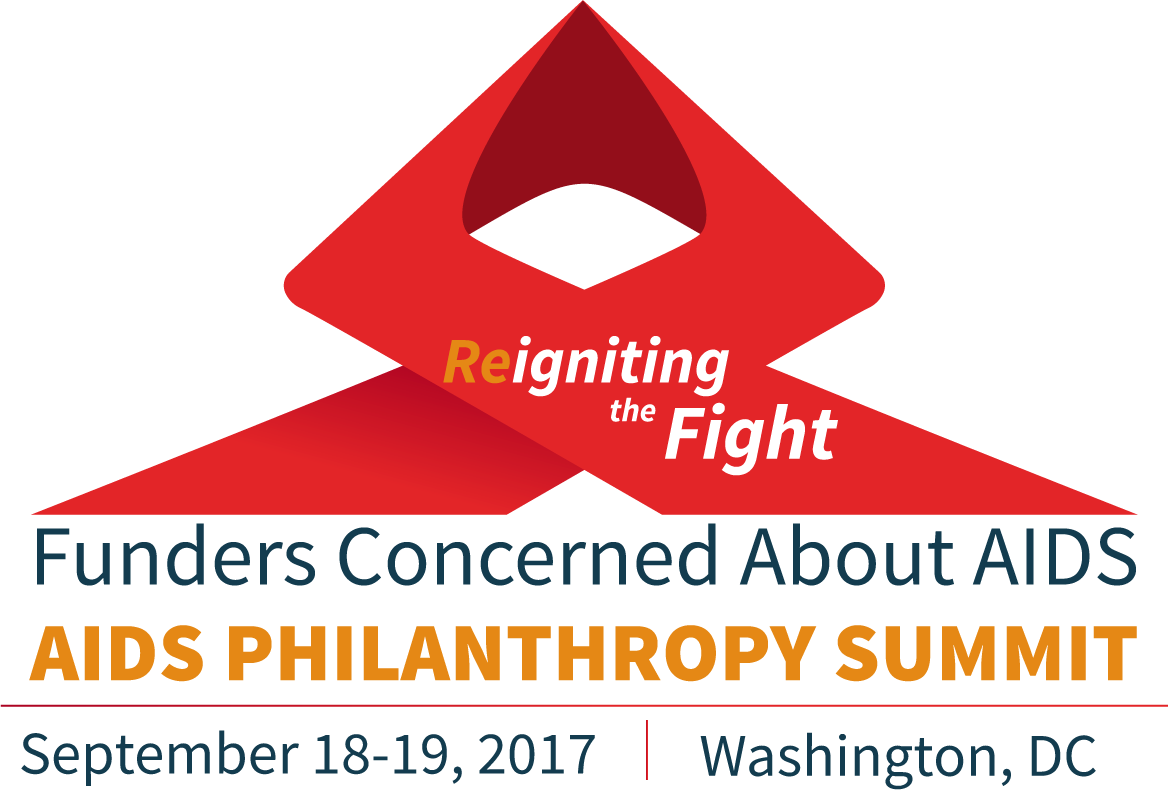 Reigniting
the Fight
Funders Concerned About AIDS
AIDS PHILANTHROPY SUMMIT
September 18-19, 2017 | Washington, DC